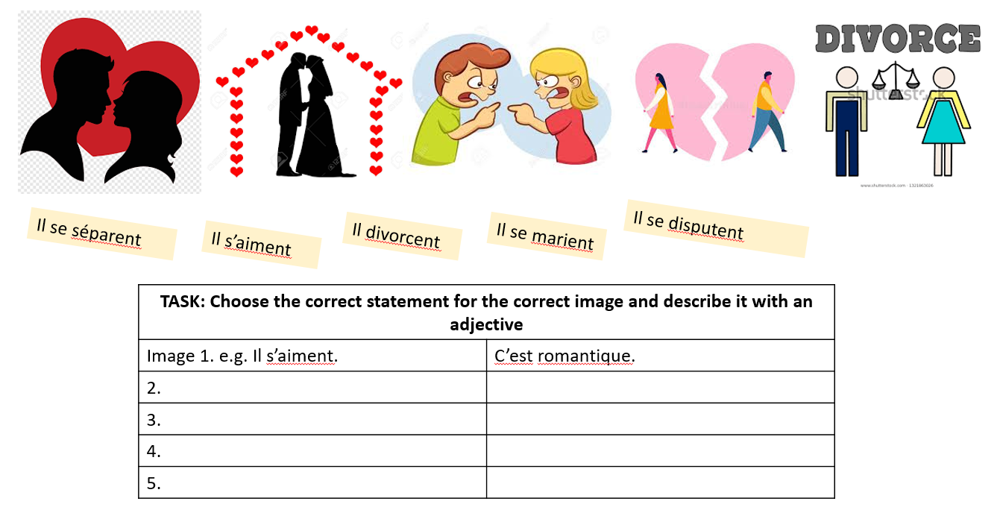 DIVORCE
shutterstock
www.shutterstock.com · 1321863026
Il se séparent
Il s’aiment
Il divorcent
Il se marient
Il se disputent
TASK: Choose the correct statement for the correct image and describe it with an
adjective
Image 1. e.g. Il s’aiment.
C’est romantique.
2.
3.
4.
5.